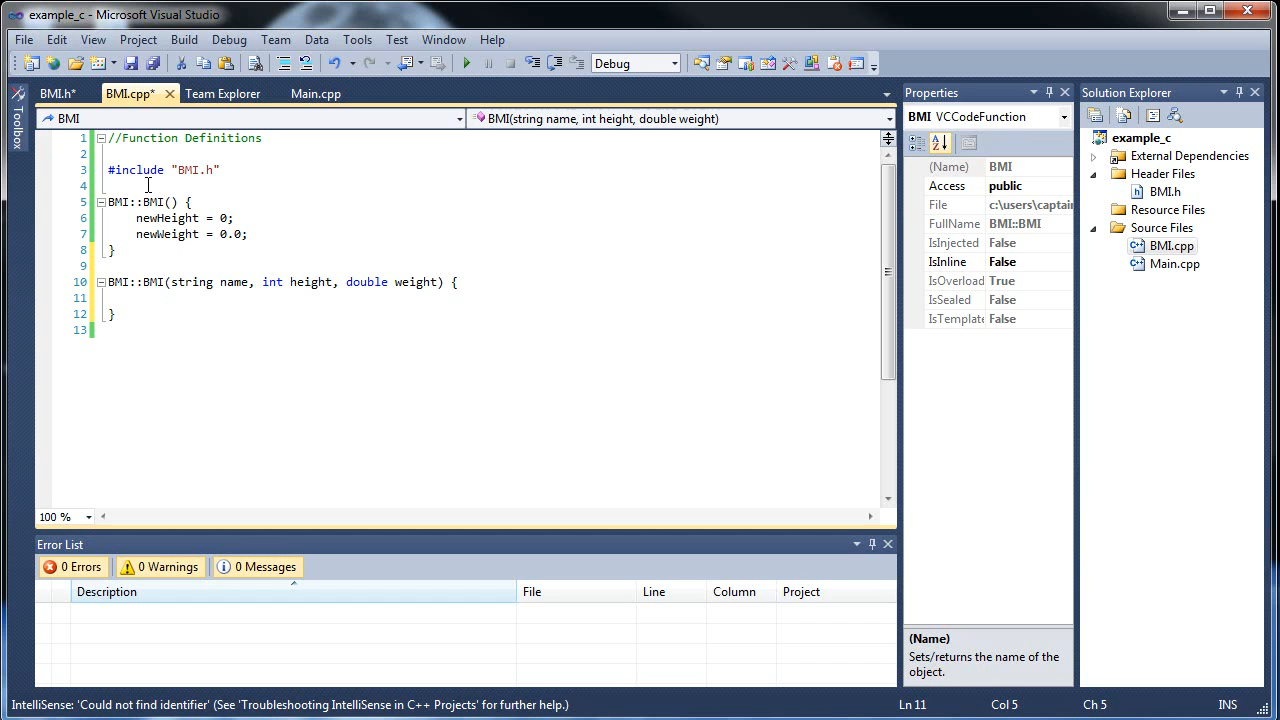 example_c - Microsoft Visual Studio
File Edit View Project Build Debug Team Data Tools Test Window Help
Debug
Toolbox
BMI.h* BMI.cpp* Team Explorer Main.cpp
BMI
BMI(string name, int height, double weight)
1 //Function Definitions
2
3 #include "BMI.h"
4
5 BMI::BMI() {
6 newHeight = 0;
7 newWeight = 0.0;
8 }
9
10 BMI::BMI(string name, int height, double weight) {
11
12 }
13
100 %
Error List
0 Errors 0 Warnings 0 Messages
Description File Line Column Project
Properties
BMI VCCodeFunction
(Name) BMI
Access public
File c:\users\captain
FullName BMI::BMI
IsInjected False
IsInline False
IsOverload True
IsSealed False
IsTemplate False
(Name)
Sets/returns the name of the
object.
Solution Explorer
example_c
External Dependencies
Header Files
BMI.h
Resource Files
Source Files
BMI.cpp
Main.cpp
IntelliSense: 'Could not find identifier' (See 'Troubleshooting IntelliSense in C++ Projects' for further help.)
Ln 11 Col 5 Ch 5 INS